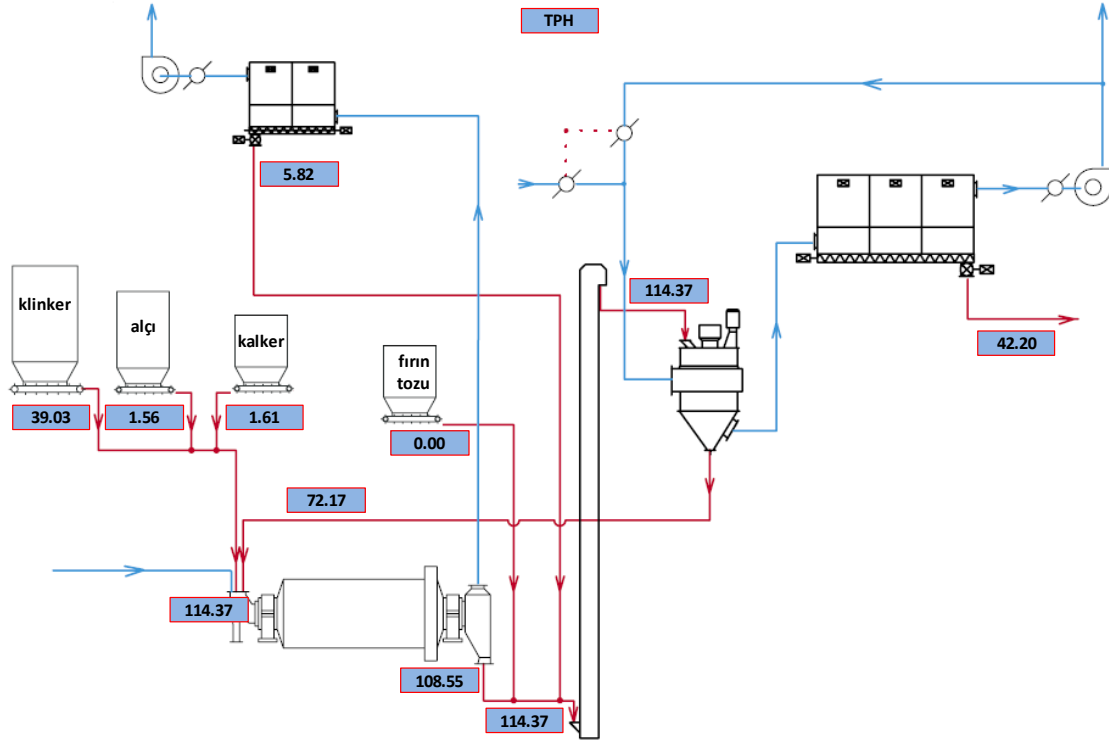 TPH
5.82
114.37
42.20
klinker
alçı
kalker
fırın
tozu
39.03
1.56
1.61
0.00
72.17
114.37
108.55
114.37